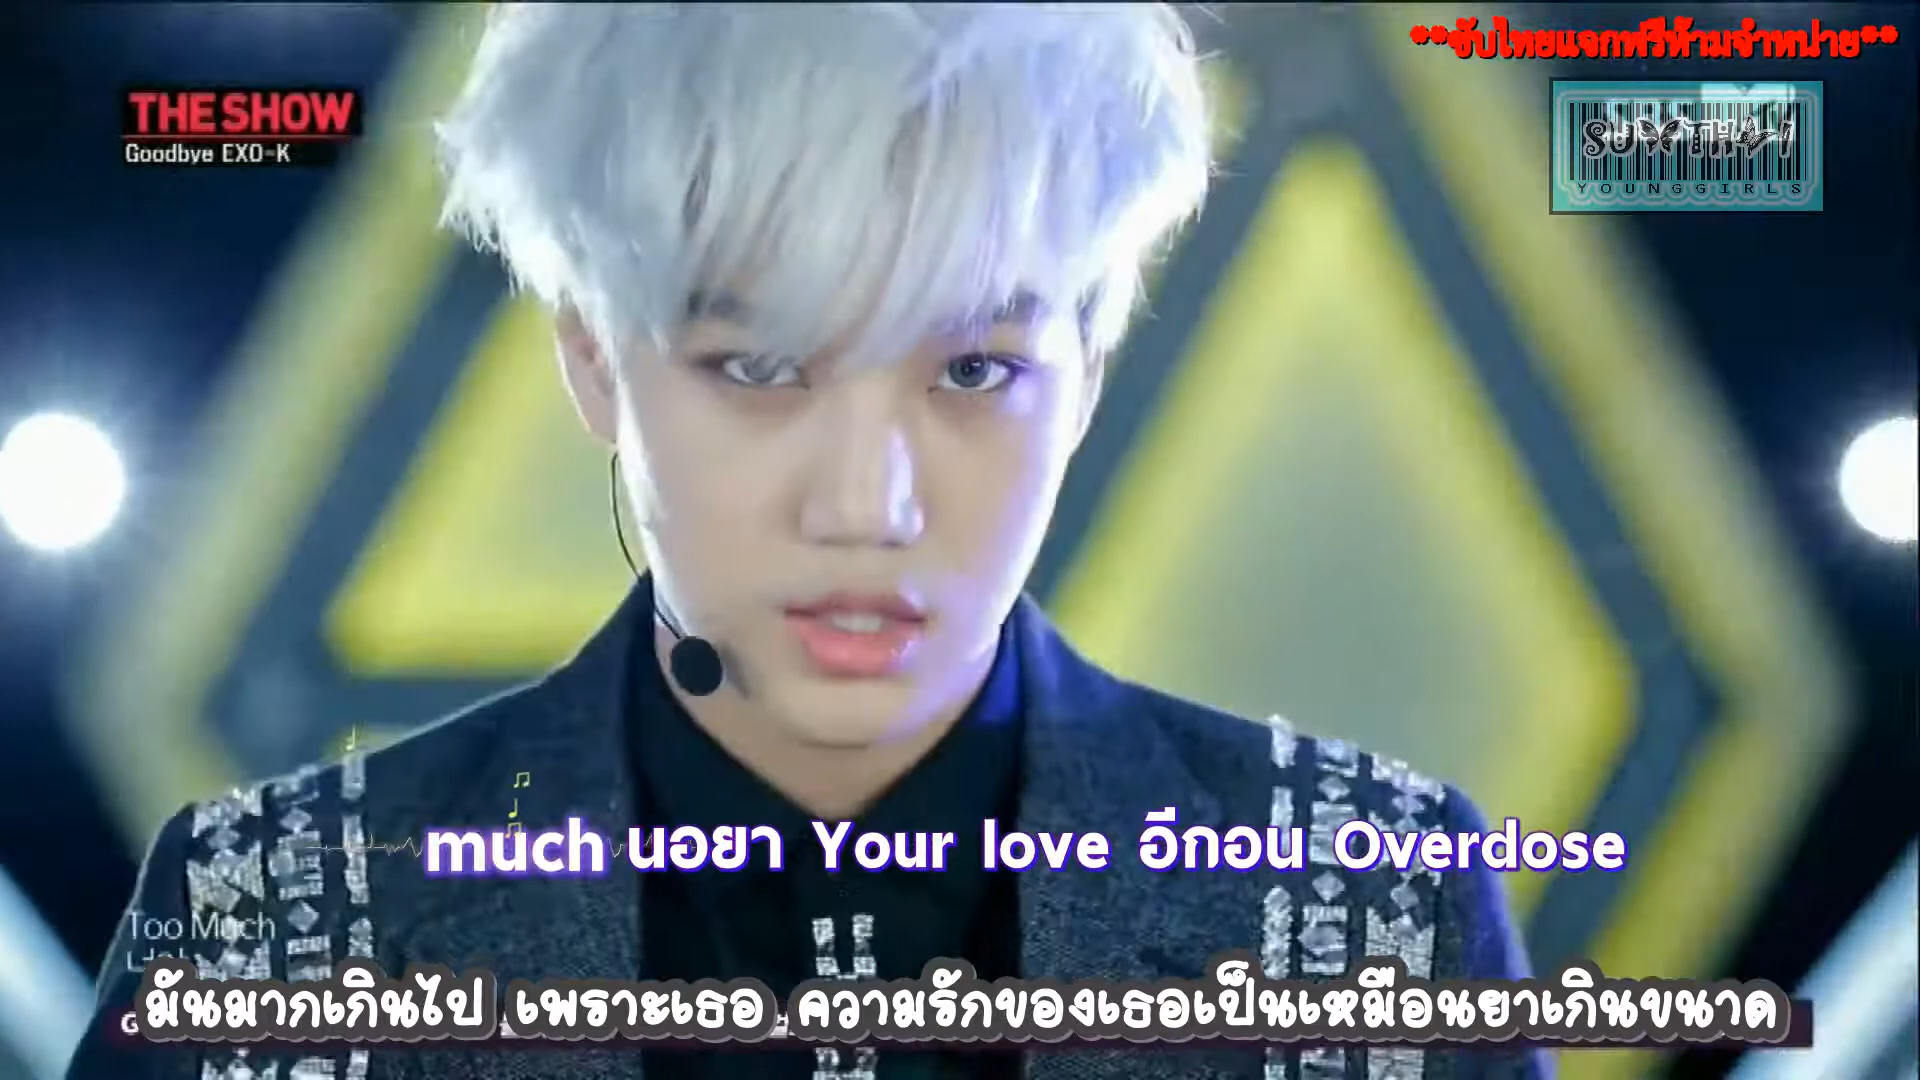 **ซับไทยแจกฟรีห้ามจำหน่าย**
THE SHOW
Goodbye EXO-K
YOUNGGIRLS
much นอยา Your love อีกอน Overdose
Too Much
มันมากเกินไป เพราะเธอ ความรักของเธอเป็นเหมือนยาเกินขนาด